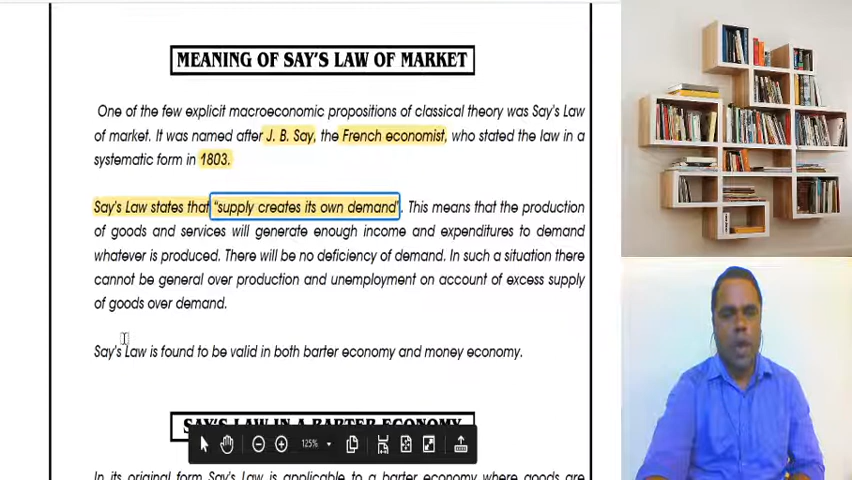 MEANING OF SAY'S LAW OF MARKET
One of the few explicit macroeconomic propositions of classical theory was Say's Law
of market. It was named after J. B. Say, the French economist, who stated the law in a
systematic form in 1803.
Say's Law states that "supply creates its own demand". This means that the production
of goods and services will generate enough income and expenditures to demand
whatever is produced. There will be no deficiency of demand. In such a situation there
cannot be general over production and unemployment on account of excess supply
of goods over demand.
Say's Law is found to be valid in both barter economy and money economy.
SAY'S LAW IN A BARTER ECONOMY
125%
In its original form Say's Law is applicable to a barter economy where goods are